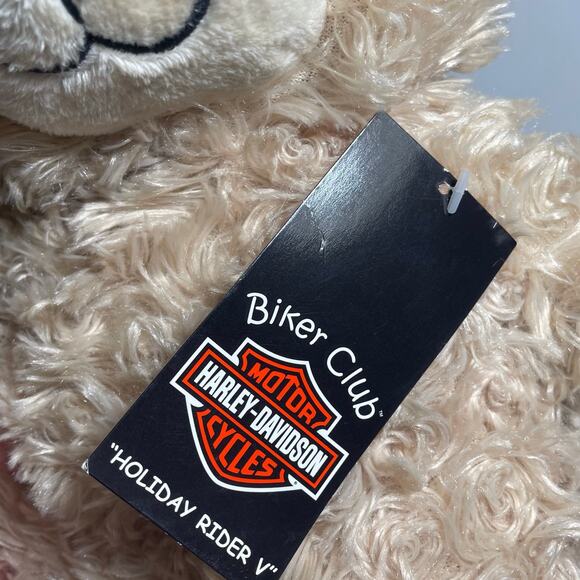 Biker Club™
MOTOR
HARLEY-DAVIDSON
CYCLES
"HOLIDAY RIDER V"